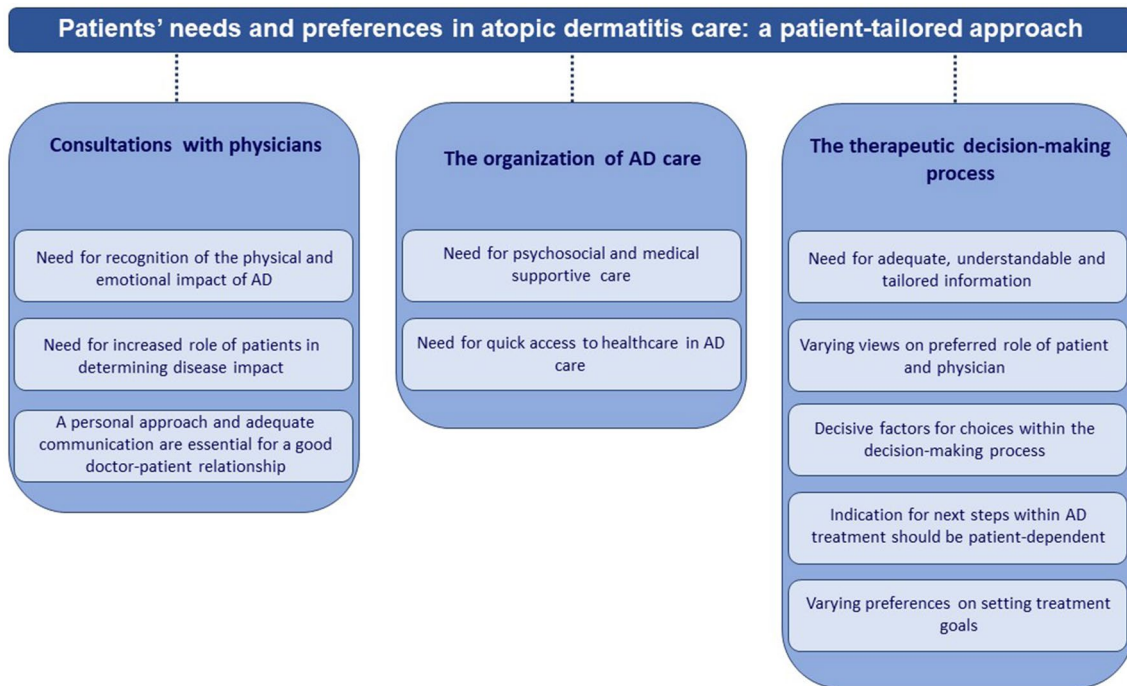 Patients' needs and preferences in atopic dermatitis care: a patient-tailored approach
Consultations with physicians
Need for recognition of the physical and
emotional impact of AD
Need for increased role of patients in
determining disease impact
A personal approach and adequate
communication are essential for a good
doctor-patient relationship
The organization of AD care
Need for psychosocial and medical
supportive care
Need for quick access to healthcare in AD
care
The therapeutic decision-making
process
Need for adequate, understandable and
tailored information
Varying views on preferred role of patient
and physician
Decisive factors for choices within the
decision-making process
Indication for next steps within AD
treatment should be patient-dependent
Varying preferences on setting treatment
goals